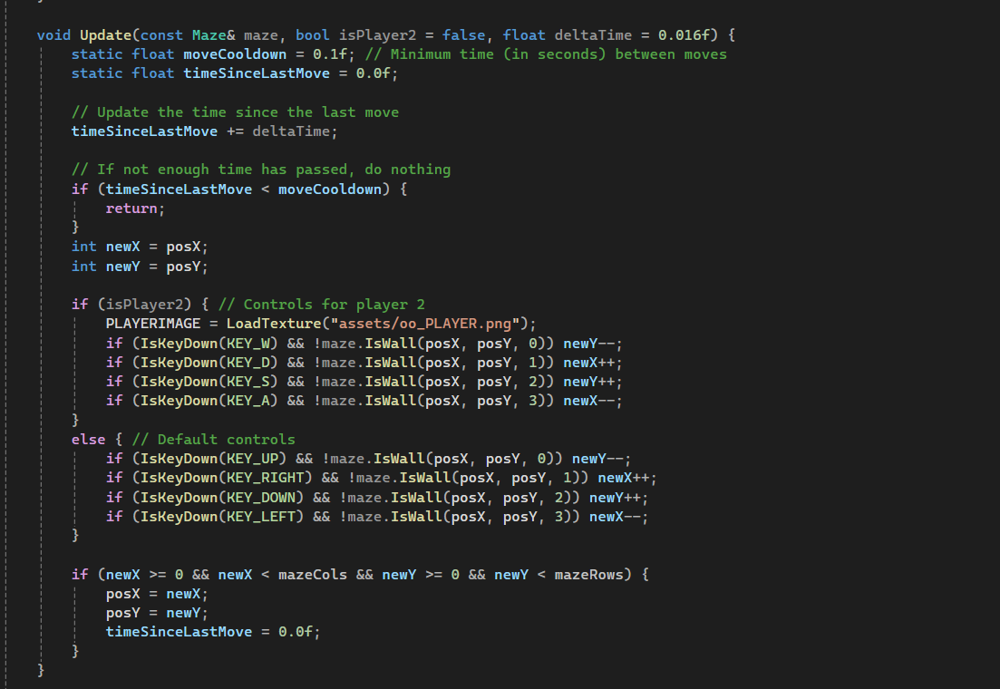 void Update(const Maze& maze, bool isPlayer2 = false, float deltaTime = 0.016f) {
static float moveCooldown = 0.1f; // Minimum time (in seconds) between moves
static float timeSinceLastMove = 0.0f;
// Update the time since the last move
timeSinceLastMove += deltaTime;
// If not enough time has passed, do nothing
if (timeSinceLastMove < moveCooldown) {
return;
}
int newX = posX;
int newY = posY;
if (isPlayer2) { // Controls for player 2
PLAYERIMAGE = LoadTexture("assets/oo_PLAYER.png");
if (IsKeyDown(KEY_W) && !maze.IsWall(posX, posY, 0)) newY--;
if (IsKeyDown(KEY_D) && !maze.IsWall(posX, posY, 1)) newX++;
if (IsKeyDown(KEY_S) && !maze.IsWall(posX, posY, 2)) newY++;
if (IsKeyDown(KEY_A) && !maze.IsWall(posX, posY, 3)) newX--;
}
else { // Default controls
if (IsKeyDown(KEY_UP) && !maze.IsWall(posX, posY, 0)) newY--;
if (IsKeyDown(KEY_RIGHT) && !maze.IsWall(posX, posY, 1)) newX++;
if (IsKeyDown(KEY_DOWN) && !maze.IsWall(posX, posY, 2)) newY++;
if (IsKeyDown(KEY_LEFT) && !maze.IsWall(posX, posY, 3)) newX--;
}
if (newX >= 0 && newX < mazeCols && newY >= 0 && newY < mazeRows) {
posX = newX;
posY = newY;
timeSinceLastMove = 0.0f;
}
}